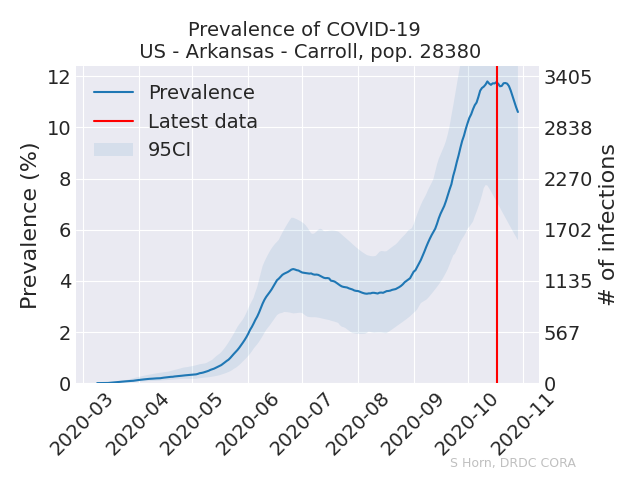 Prevalence of COVID-19
US - Arkansas - Carroll, pop. 28380
Prevalence
Latest data
95CI
Prevalence (%)
12
10
8
6
4
2
0
3405
2838
2270
1702
1135
567
0
# of infections
2020-03
2020-04
2020-05
2020-06
2020-07
2020-08
2020-09
2020-10
2020-11
S Horn, DRDC CORA